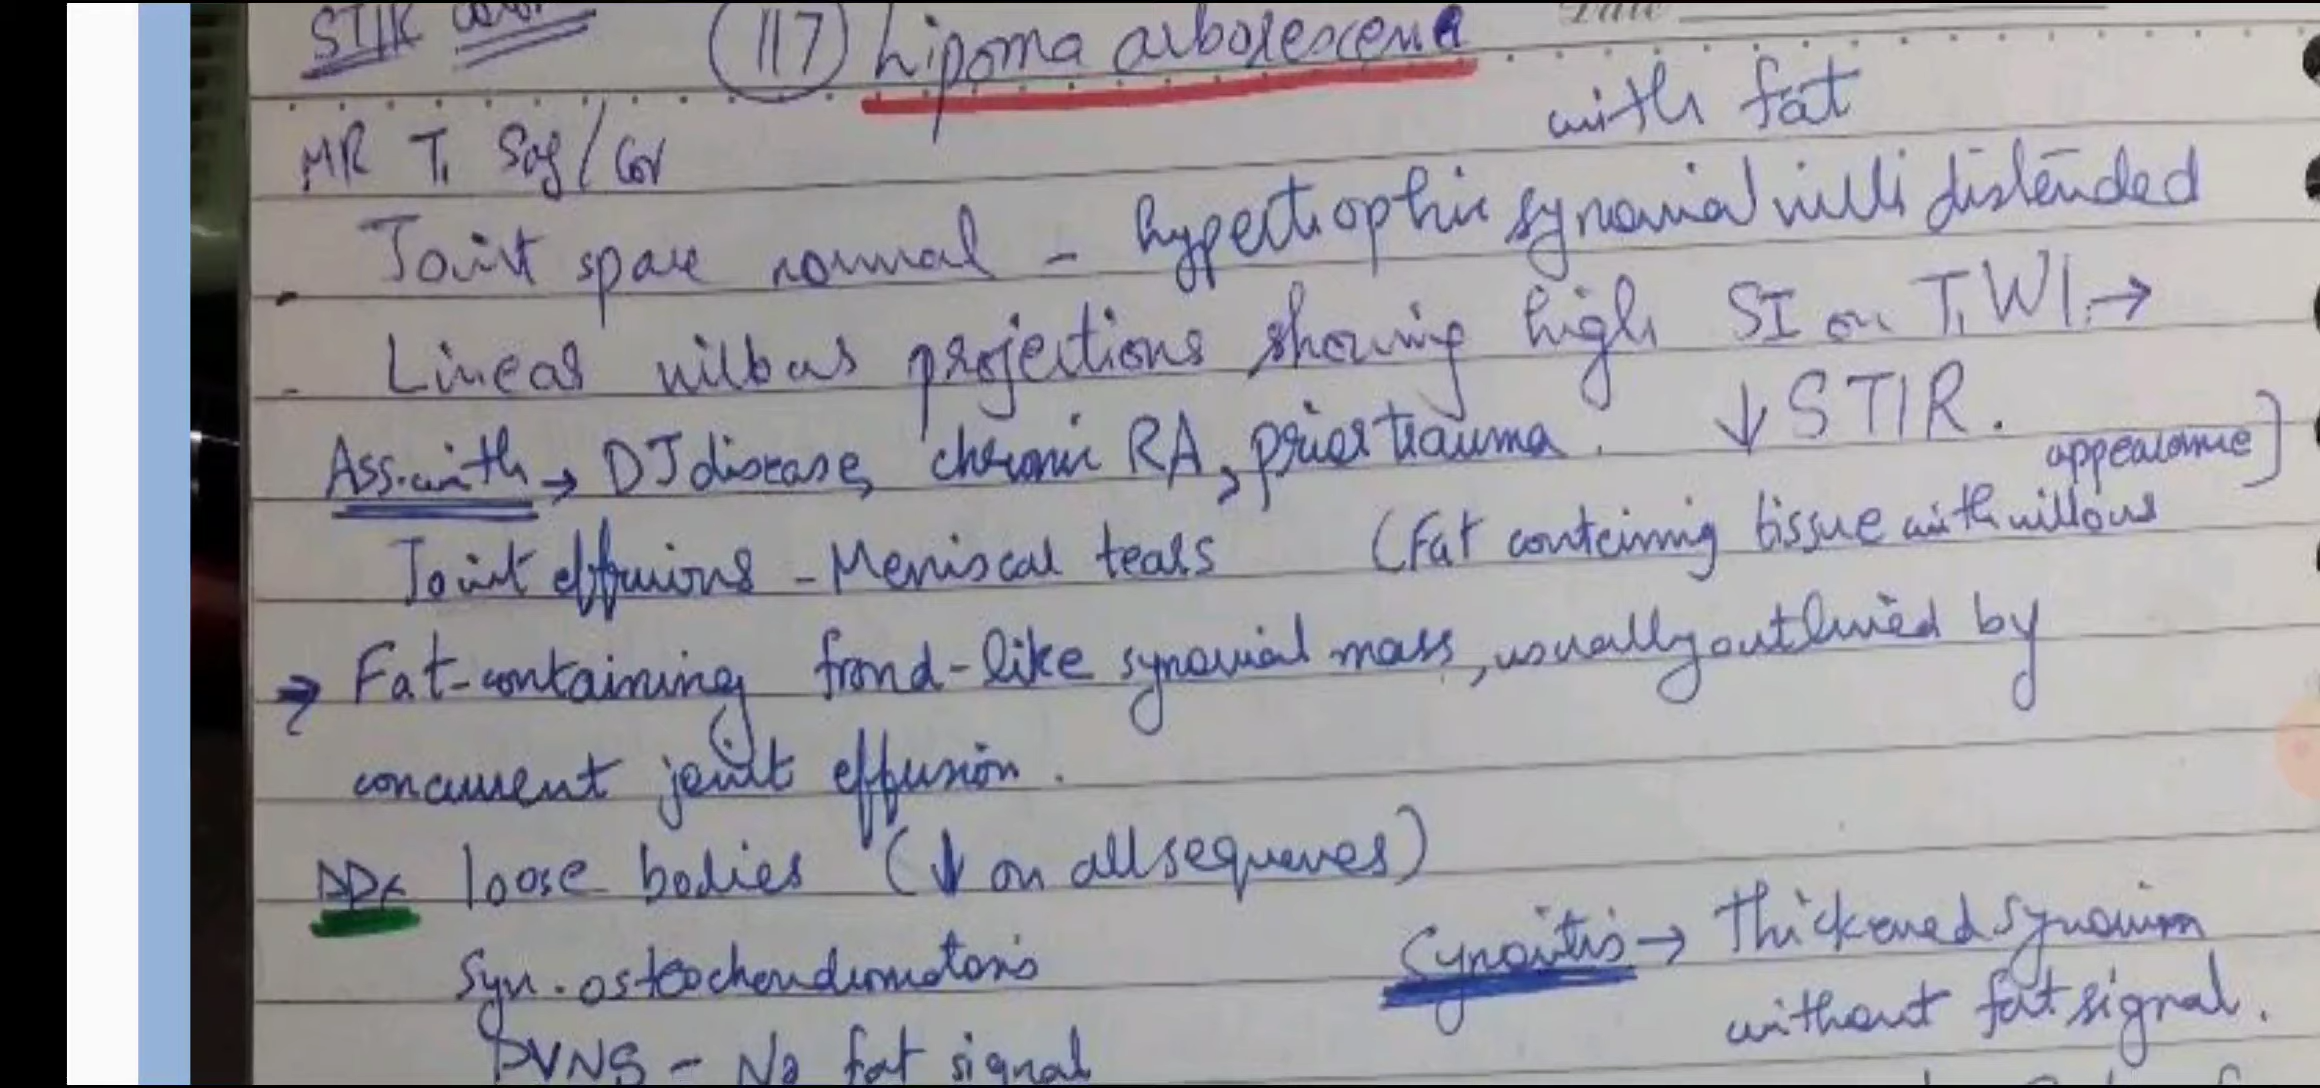 STIR
(117) Lipoma arborescens
Date
MR T1 Sag/Cor
with fat
Joint space normal - hypertrophic synovial villi distended
- Linear villous projections showing high SI on T1WI →
↓ STIR.
Ass. with → DJ disease, chronic RA, prior trauma.
appearance]
Joint effusions - Meniscal tears (Fat containing tissue with villous
→ Fat-containing frond-like synovial mass, usually outlined by
concurrent joint effusion.
DDx loose bodies (↓ on all sequences)
Synovitis → Thickened synovium
Syn. osteochondromatosis
without fat signal.
PVNS - No fat signal